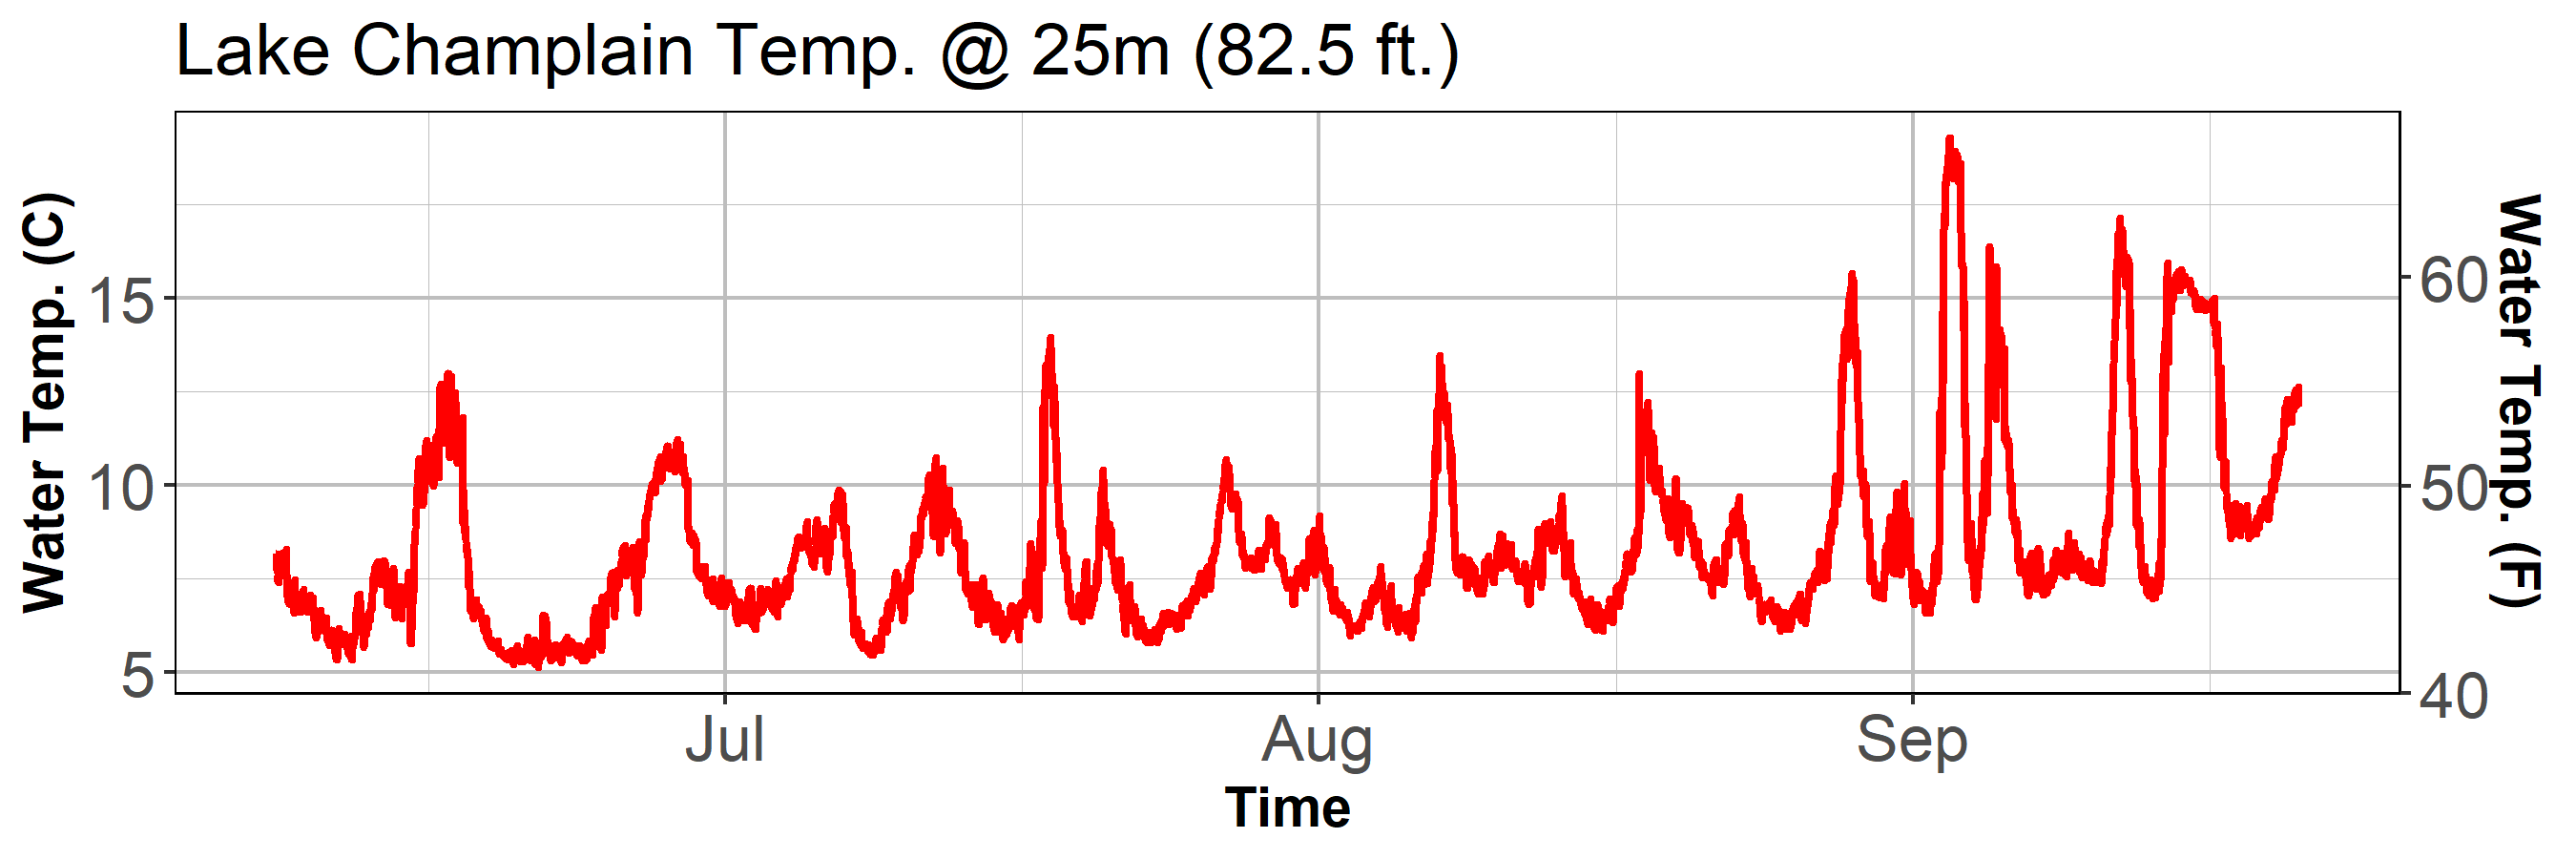 Lake Champlain Temp. @ 25m (82.5 ft.)
Water Temp. (C)
15
10
5
60
50
40
Water Temp. (F)
Jul
Aug
Sep
Time